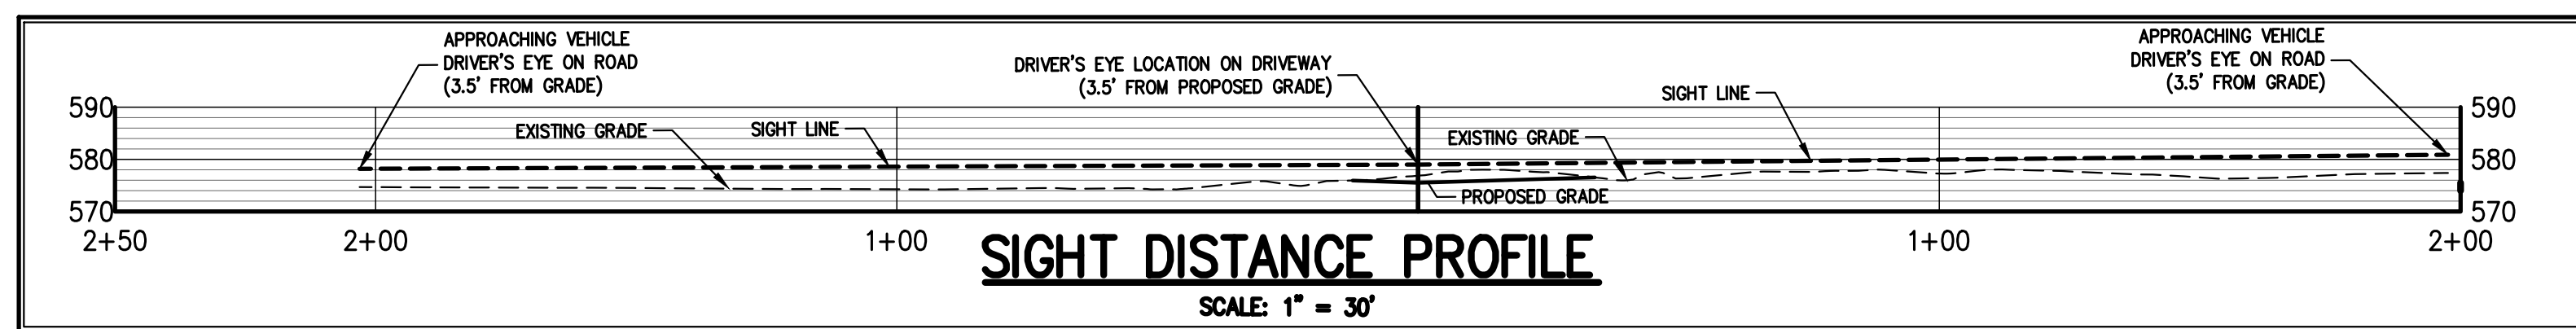 APPROACHING VEHICLE
DRIVER'S EYE ON ROAD
(3.5' FROM GRADE)
DRIVER'S EYE LOCATION ON DRIVEWAY
(3.5' FROM PROPOSED GRADE)
APPROACHING VEHICLE
DRIVER'S EYE ON ROAD
(3.5' FROM GRADE)
SIGHT LINE
590
590
EXISTING GRADE
SIGHT LINE
EXISTING GRADE
580
580
PROPOSED GRADE
570
570
2+50
2+00
1+00
1+00
2+00
SIGHT DISTANCE PROFILE
SCALE: 1" = 30'